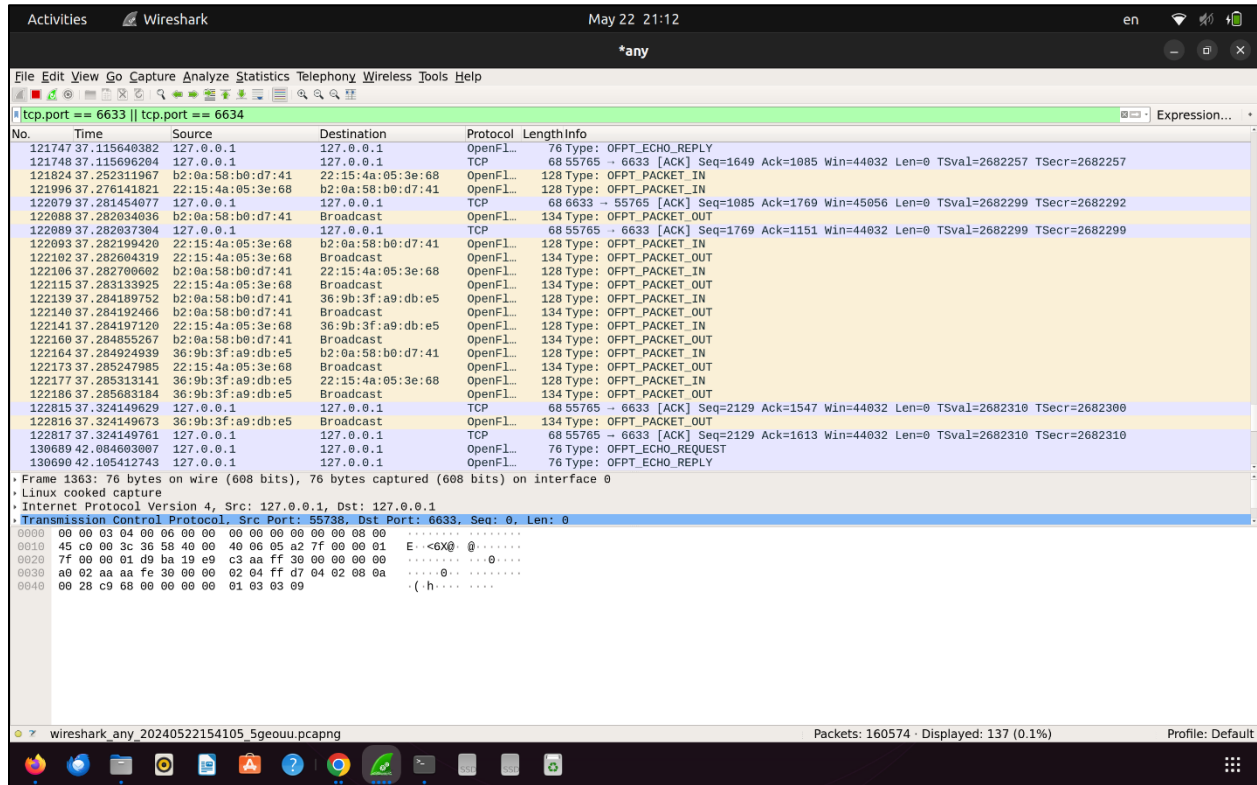 Activities Wireshark May 22 21:12 en
*any
File Edit View Go Capture Analyze Statistics Telephony Wireless Tools Help
tcp.port == 6633 || tcp.port == 6634 Expression... +
No. Time Source Destination Protocol Length Info
121747 37.115640382 127.0.0.1 127.0.0.1 OpenFl… 76 Type: OFPT_ECHO_REPLY
121748 37.115696204 127.0.0.1 127.0.0.1 TCP 68 55765 → 6633 [ACK] Seq=1649 Ack=1085 Win=44032 Len=0 TSval=2682257 TSecr=2682257
121824 37.252311967 b2:0a:58:b0:d7:41 22:15:4a:05:3e:68 OpenFl… 128 Type: OFPT_PACKET_IN
121996 37.276141821 22:15:4a:05:3e:68 b2:0a:58:b0:d7:41 OpenFl… 128 Type: OFPT_PACKET_IN
122079 37.281454077 127.0.0.1 127.0.0.1 TCP 68 6633 → 55765 [ACK] Seq=1085 Ack=1769 Win=45056 Len=0 TSval=2682299 TSecr=2682292
122088 37.282034036 b2:0a:58:b0:d7:41 Broadcast OpenFl… 134 Type: OFPT_PACKET_OUT
122089 37.282037304 127.0.0.1 127.0.0.1 TCP 68 55765 → 6633 [ACK] Seq=1769 Ack=1151 Win=44032 Len=0 TSval=2682299 TSecr=2682299
122093 37.282199420 22:15:4a:05:3e:68 b2:0a:58:b0:d7:41 OpenFl… 128 Type: OFPT_PACKET_IN
122102 37.282604319 22:15:4a:05:3e:68 Broadcast OpenFl… 134 Type: OFPT_PACKET_OUT
122106 37.282700602 b2:0a:58:b0:d7:41 22:15:4a:05:3e:68 OpenFl… 128 Type: OFPT_PACKET_IN
122115 37.283133925 22:15:4a:05:3e:68 Broadcast OpenFl… 134 Type: OFPT_PACKET_OUT
122139 37.284189752 b2:0a:58:b0:d7:41 36:9b:3f:a9:db:e5 OpenFl… 128 Type: OFPT_PACKET_IN
122140 37.284192466 b2:0a:58:b0:d7:41 Broadcast OpenFl… 134 Type: OFPT_PACKET_OUT
122141 37.284197120 22:15:4a:05:3e:68 36:9b:3f:a9:db:e5 OpenFl… 128 Type: OFPT_PACKET_IN
122160 37.284855267 b2:0a:58:b0:d7:41 Broadcast OpenFl… 134 Type: OFPT_PACKET_OUT
122164 37.284924939 36:9b:3f:a9:db:e5 b2:0a:58:b0:d7:41 OpenFl… 128 Type: OFPT_PACKET_IN
122173 37.285247985 22:15:4a:05:3e:68 Broadcast OpenFl… 134 Type: OFPT_PACKET_OUT
122177 37.285313141 36:9b:3f:a9:db:e5 22:15:4a:05:3e:68 OpenFl… 128 Type: OFPT_PACKET_IN
122186 37.285683184 36:9b:3f:a9:db:e5 Broadcast OpenFl… 134 Type: OFPT_PACKET_OUT
122815 37.324149629 127.0.0.1 127.0.0.1 TCP 68 55765 → 6633 [ACK] Seq=2129 Ack=1547 Win=44032 Len=0 TSval=2682310 TSecr=2682300
122816 37.324149673 36:9b:3f:a9:db:e5 Broadcast OpenFl… 134 Type: OFPT_PACKET_OUT
122817 37.324149761 127.0.0.1 127.0.0.1 TCP 68 55765 → 6633 [ACK] Seq=2129 Ack=1613 Win=44032 Len=0 TSval=2682310 TSecr=2682310
130689 42.084603007 127.0.0.1 127.0.0.1 OpenFl… 76 Type: OFPT_ECHO_REQUEST
130690 42.105412743 127.0.0.1 127.0.0.1 OpenFl… 76 Type: OFPT_ECHO_REPLY
Frame 1363: 76 bytes on wire (608 bits), 76 bytes captured (608 bits) on interface 0
Linux cooked capture
Internet Protocol Version 4, Src: 127.0.0.1, Dst: 127.0.0.1
Transmission Control Protocol, Src Port: 55738, Dst Port: 6633, Seq: 0, Len: 0
0000 00 00 03 04 00 06 00 00 00 00 00 00 00 00 08 00 ········ ········
0010 45 c0 00 3c 36 58 40 00 40 06 05 a2 7f 00 00 01 E··<6X@· @·······
0020 7f 00 00 01 d9 ba 19 e9 c3 aa ff 30 00 00 00 00 ········ ···0····
0030 a0 02 aa aa fe 30 00 00 02 04 ff d7 04 02 08 0a ·····0·· ········
0040 00 28 c9 68 00 00 00 00 01 03 03 09 ·(·h···· ····
wireshark_any_20240522154105_5geouu.pcapng Packets: 160574 · Displayed: 137 (0.1%) Profile: Default
SSD SSD